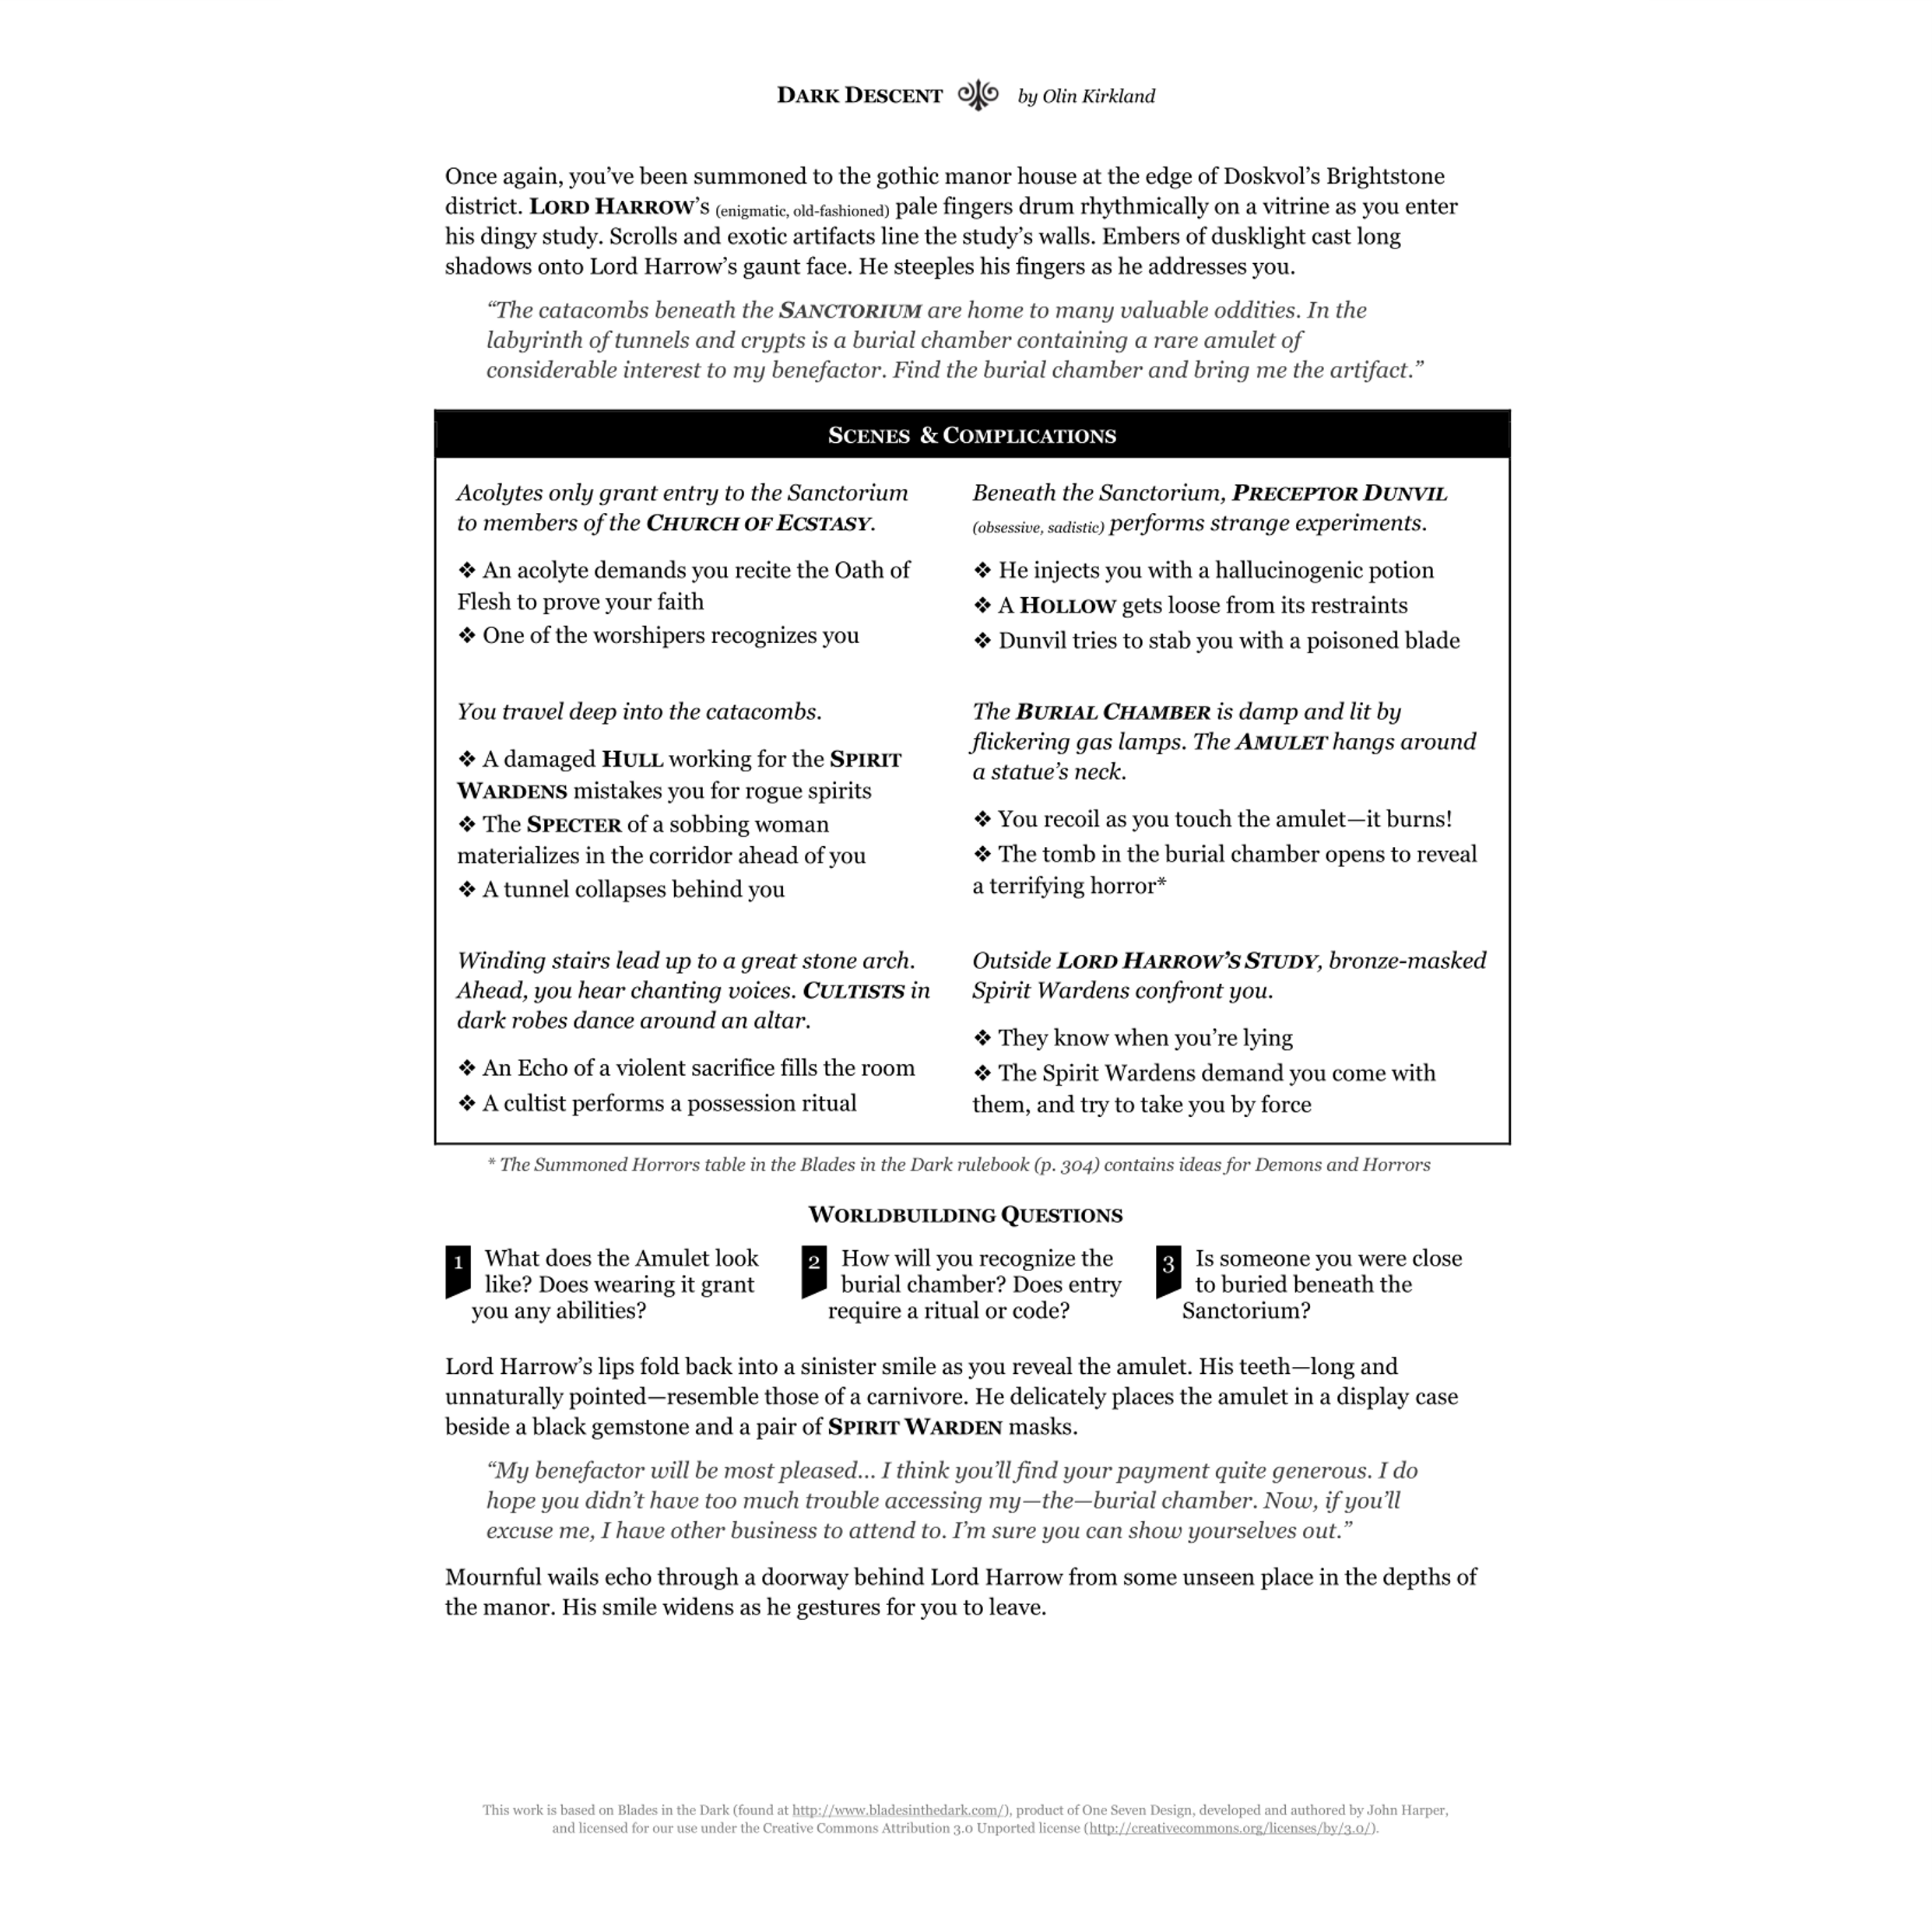 DARK DESCENT by Olin Kirkland
Once again, you’ve been summoned to the gothic manor house at the edge of Doskvol’s Brightstone
district. LORD HARROW’s (enigmatic, old-fashioned) pale fingers drum rhythmically on a vitrine as you enter
his dingy study. Scrolls and exotic artifacts line the study’s walls. Embers of dusklight cast long
shadows onto Lord Harrow’s gaunt face. He steeples his fingers as he addresses you.
“The catacombs beneath the SANCTORIUM are home to many valuable oddities. In the
labyrinth of tunnels and crypts is a burial chamber containing a rare amulet of
considerable interest to my benefactor. Find the burial chamber and bring me the artifact.”
SCENES & COMPLICATIONS
Acolytes only grant entry to the Sanctorium
to members of the CHURCH OF ECSTASY.
❖ An acolyte demands you recite the Oath of
Flesh to prove your faith
❖ One of the worshipers recognizes you
Beneath the Sanctorium, PRECEPTOR DUNVIL
(obsessive, sadistic) performs strange experiments.
❖ He injects you with a hallucinogenic potion
❖ A HOLLOW gets loose from its restraints
❖ Dunvil tries to stab you with a poisoned blade
You travel deep into the catacombs.
❖ A damaged HULL working for the SPIRIT
WARDENS mistakes you for rogue spirits
❖ The SPECTER of a sobbing woman
materializes in the corridor ahead of you
❖ A tunnel collapses behind you
The BURIAL CHAMBER is damp and lit by
flickering gas lamps. The AMULET hangs around
a statue’s neck.
❖ You recoil as you touch the amulet—it burns!
❖ The tomb in the burial chamber opens to reveal
a terrifying horror*
Winding stairs lead up to a great stone arch.
Ahead, you hear chanting voices. CULTISTS in
dark robes dance around an altar.
❖ An Echo of a violent sacrifice fills the room
❖ A cultist performs a possession ritual
Outside LORD HARROW’S STUDY, bronze-masked
Spirit Wardens confront you.
❖ They know when you’re lying
❖ The Spirit Wardens demand you come with
them, and try to take you by force
* The Summoned Horrors table in the Blades in the Dark rulebook (p. 304) contains ideas for Demons and Horrors
WORLDBUILDING QUESTIONS
1 What does the Amulet look
like? Does wearing it grant
you any abilities?
2 How will you recognize the
burial chamber? Does entry
require a ritual or code?
3 Is someone you were close
to buried beneath the
Sanctorium?
Lord Harrow’s lips fold back into a sinister smile as you reveal the amulet. His teeth—long and
unnaturally pointed—resemble those of a carnivore. He delicately places the amulet in a display case
beside a black gemstone and a pair of SPIRIT WARDEN masks.
“My benefactor will be most pleased... I think you’ll find your payment quite generous. I do
hope you didn’t have too much trouble accessing my—the—burial chamber. Now, if you’ll
excuse me, I have other business to attend to. I’m sure you can show yourselves out.”
Mournful wails echo through a doorway behind Lord Harrow from some unseen place in the depths of
the manor. His smile widens as he gestures for you to leave.
This work is based on Blades in the Dark (found at http://www.bladesinthedark.com/), product of One Seven Design, developed and authored by John Harper,
and licensed for our use under the Creative Commons Attribution 3.0 Unported license (http://creativecommons.org/licenses/by/3.0/).